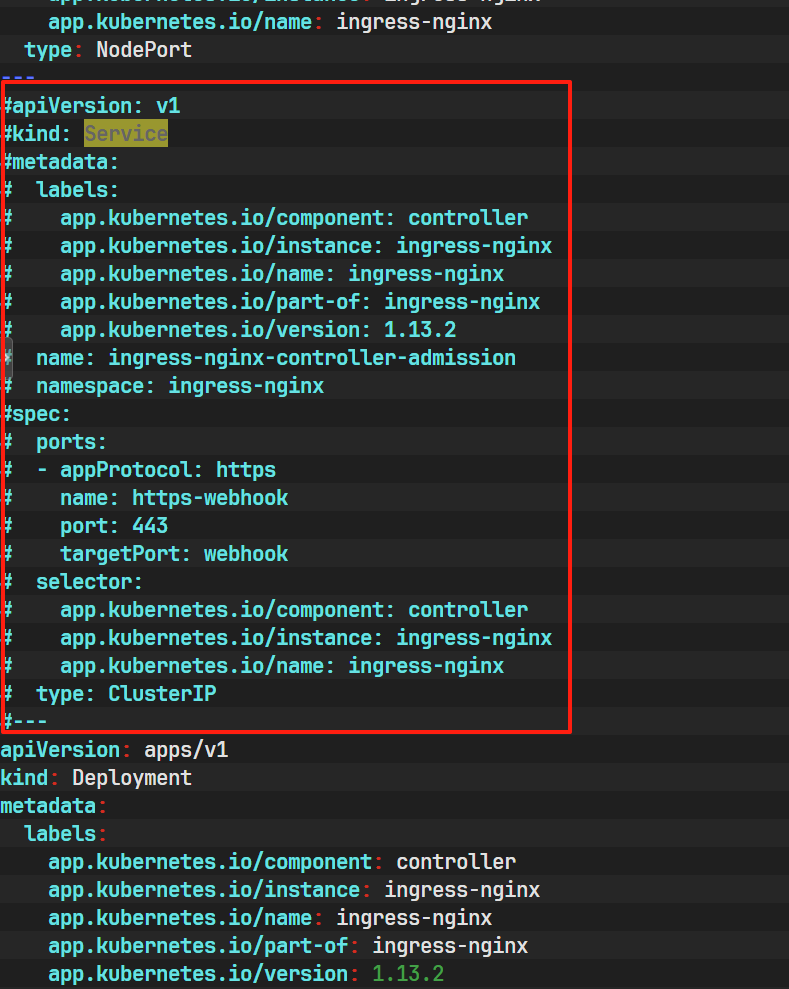 app.kubernetes.io/name: ingress-nginx
  type: NodePort
---
#apiVersion: v1
#kind: Service
#metadata:
#  labels:
#    app.kubernetes.io/component: controller
#    app.kubernetes.io/instance: ingress-nginx
#    app.kubernetes.io/name: ingress-nginx
#    app.kubernetes.io/part-of: ingress-nginx
#    app.kubernetes.io/version: 1.13.2
#  name: ingress-nginx-controller-admission
#  namespace: ingress-nginx
#spec:
#  ports:
#  - appProtocol: https
#    name: https-webhook
#    port: 443
#    targetPort: webhook
#  selector:
#    app.kubernetes.io/component: controller
#    app.kubernetes.io/instance: ingress-nginx
#    app.kubernetes.io/name: ingress-nginx
#  type: ClusterIP
#---
apiVersion: apps/v1
kind: Deployment
metadata:
  labels:
    app.kubernetes.io/component: controller
    app.kubernetes.io/instance: ingress-nginx
    app.kubernetes.io/name: ingress-nginx
    app.kubernetes.io/part-of: ingress-nginx
    app.kubernetes.io/version: 1.13.2